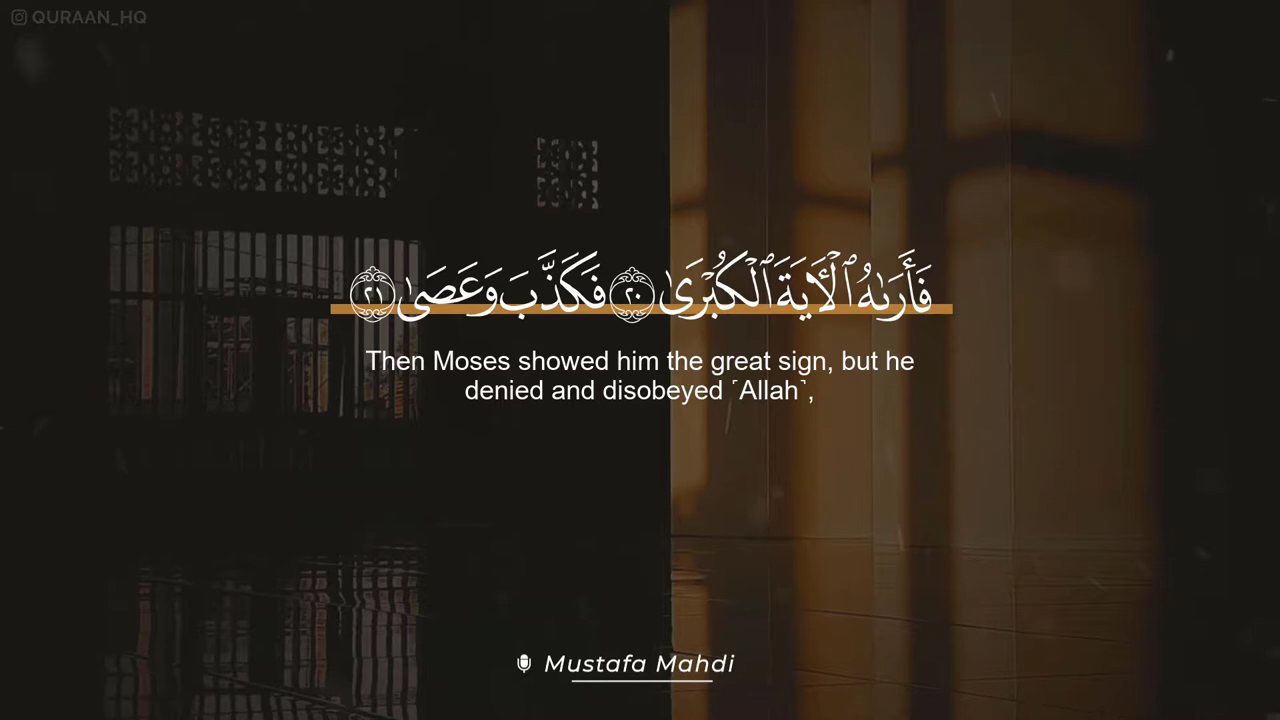 QURAAN_HQ
فَأَرَىٰهُ ٱلْأَيَةَ ٱلْكُبْرَىٰ ٢٠ فَكَذَّبَ وَعَصَىٰ ٢١
Then Moses showed him the great sign, but he
denied and disobeyed ˹Allah˺,
Mustafa Mahdi